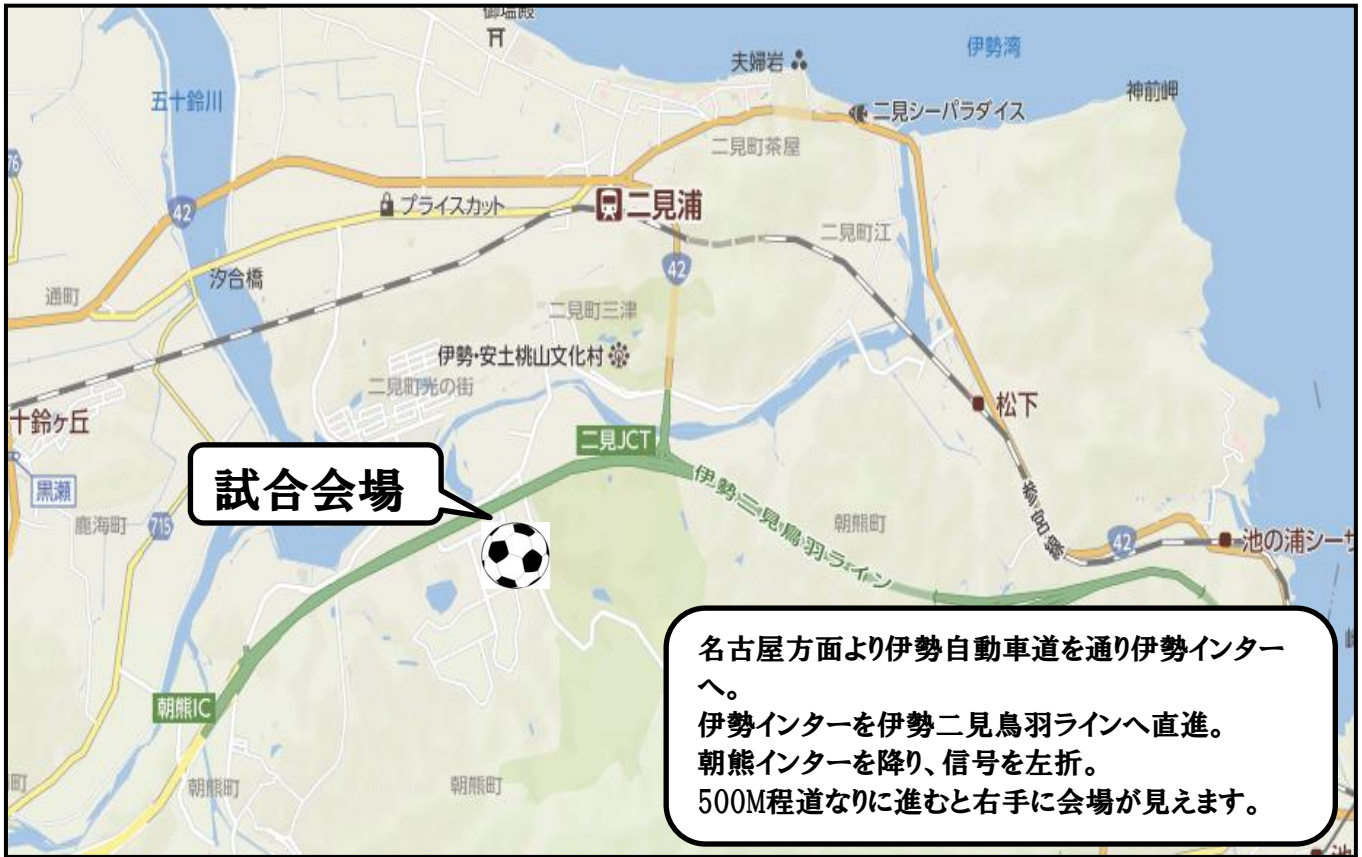 御塩殿
伊勢湾
夫婦岩
神前岬
五十鈴川
二見シーパラダイス
二見町茶屋
プライスカット
二見浦
42
二見町江
42
汐合橋
通町
二見町三津
伊勢・安土桃山文化村
二見町光の街
松下
十鈴ヶ丘
二見JCT
試合会場
黒瀬
伊勢二見鳥羽ライン
鹿海町
715
朝熊町
参宮線
42
池の浦シーサ
朝熊IC
朝熊町
朝熊町
名古屋方面より伊勢自動車道を通り伊勢インター
へ。
伊勢インターを伊勢二見鳥羽ラインへ直進。
朝熊インターを降り、信号を左折。
500M程道なりに進むと右手に会場が見えます。